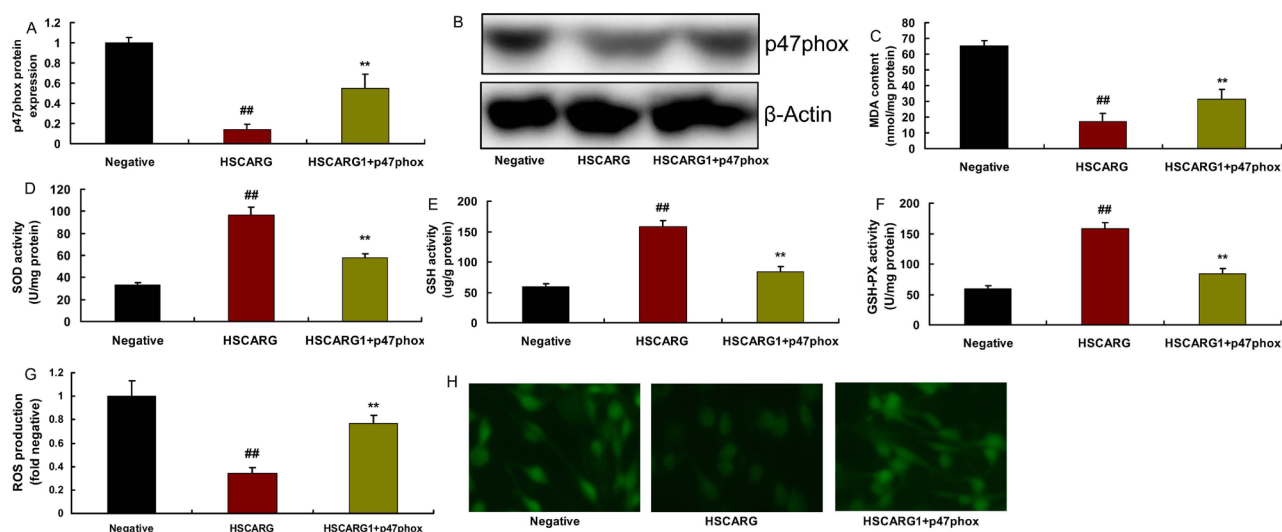 A
p47phox protein
expression
1.2
1
0.8
0.6
0.4
0.2
0
##
**
Negative
HSCARG
HSCARG1+p47phox
B
p47phox
β-Actin
Negative
HSCARG
HSCARG1+p47phox
C
MDA content
(nmol/mg protein)
80
70
60
50
40
30
20
10
0
##
**
Negative
HSCARG
HSCARG1+p47phox
D
SOD activity
(U/mg protein)
120
100
80
60
40
20
0
##
**
Negative
HSCARG
HSCARG1+p47phox
E
GSH activity
(ug/g protein)
200
150
100
50
0
##
**
Negative
HSCARG
HSCARG1+p47phox
F
GSH-PX activity
(U/mg protein)
200
150
100
50
0
##
**
Negative
HSCARG
HSCARG1+p47phox
G
ROS production
(fold negative)
1.2
1
0.8
0.6
0.4
0.2
0
##
**
Negative
HSCARG
HSCARG1+p47phox
H
Negative
HSCARG
HSCARG1+p47phox